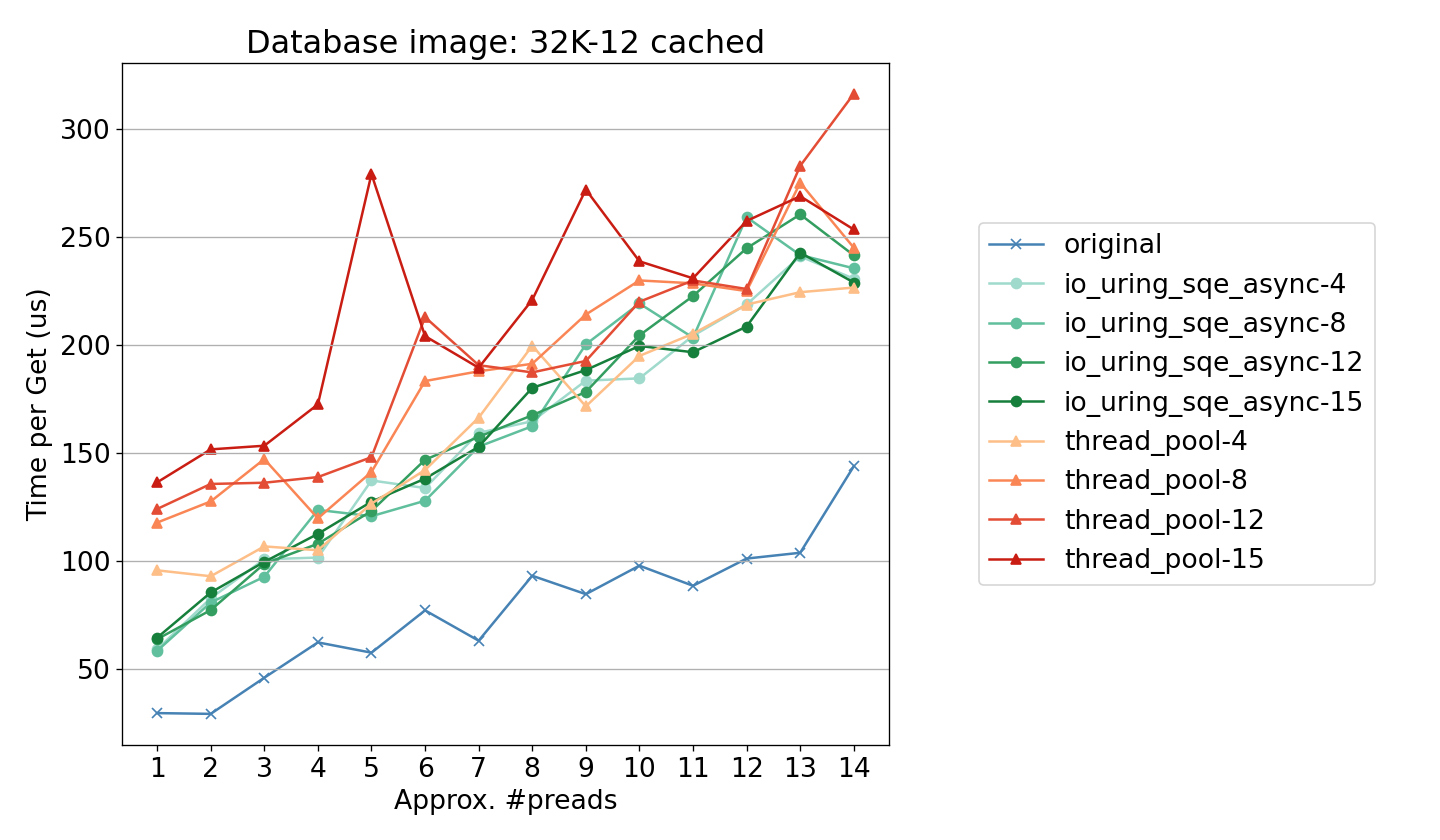 Database image: 32K-12 cached
Time per Get (us)
300
250
200
150
100
50
1 2 3 4 5 6 7 8 9 10 11 12 13 14
Approx. #preads
original
io_uring_sqe_async-4
io_uring_sqe_async-8
io_uring_sqe_async-12
io_uring_sqe_async-15
thread_pool-4
thread_pool-8
thread_pool-12
thread_pool-15